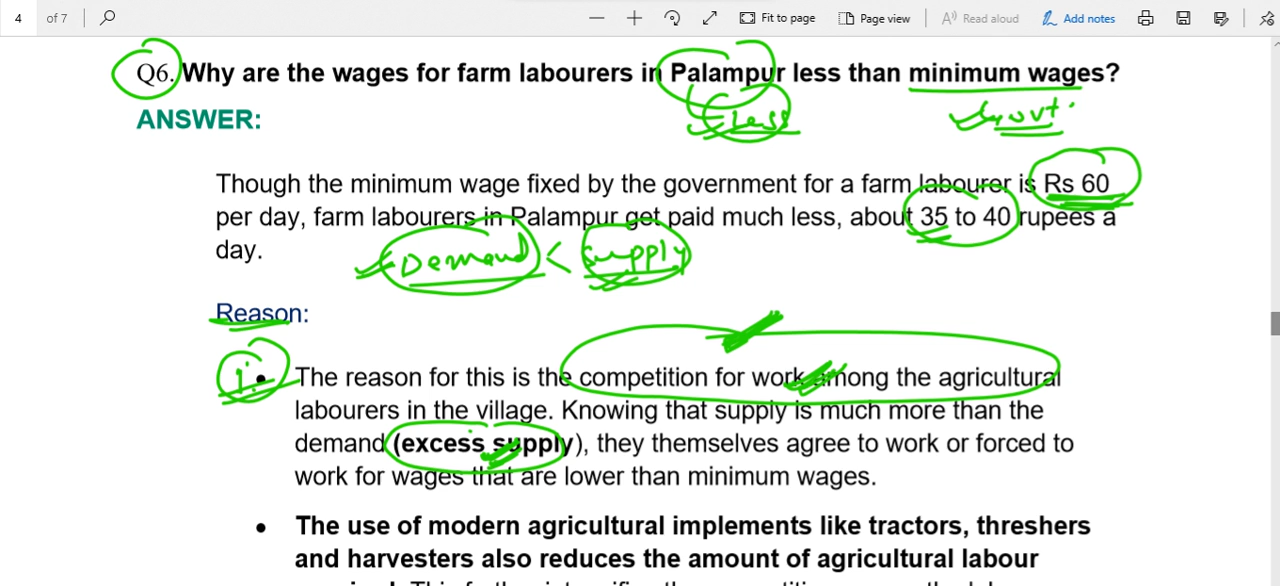 4 of 7 Fit to page Page view Read aloud Add notes
Q6. Why are the wages for farm labourers in Palampur less than minimum wages?
Less Govt.
ANSWER:
Though the minimum wage fixed by the government for a farm labourer is Rs 60
per day, farm labourers in Palampur get paid much less, about 35 to 40 rupees a
day.
Demand < Supply
Reason:
1. • The reason for this is the competition for work among the agricultural
labourers in the village. Knowing that supply is much more than the
demand (excess supply), they themselves agree to work or forced to
work for wages that are lower than minimum wages.
• The use of modern agricultural implements like tractors, threshers
and harvesters also reduces the amount of agricultural labour